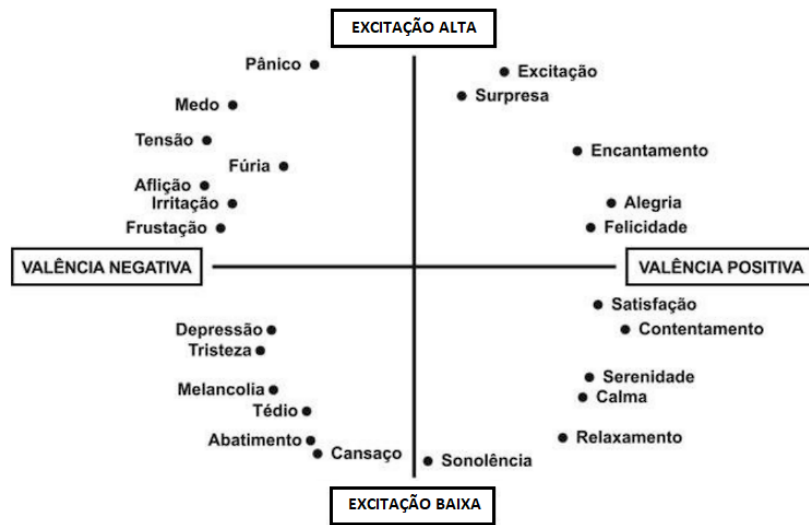 EXCITAÇÃO ALTA
Pânico
Excitação
Surpresa
Medo
Tensão
Encantamento
Fúria
Aflição
Irritação
Alegria
Frustação
Felicidade
VALÊNCIA NEGATIVA
VALÊNCIA POSITIVA
Satisfação
Depressão
Contentamento
Tristeza
Serenidade
Melancolia
Calma
Tédio
Abatimento
Relaxamento
Cansaço
Sonolência
EXCITAÇÃO BAIXA